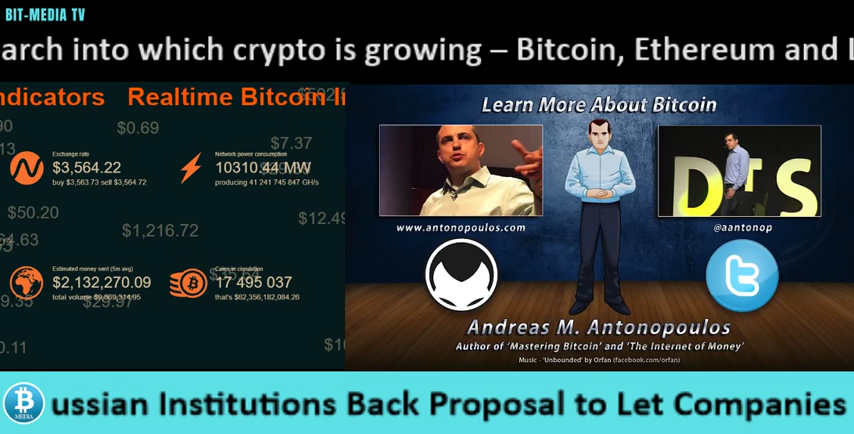 BIT-MEDIA TV
arch into which crypto is growing – Bitcoin, Ethereum and L
ndicators Realtime Bitcoin I
$0.69
$7.37
Exchange rate
$3,564.22
buy $3,563.73 sell $3,564.72
Network power consumption
10310.44 MW
producing 41 241 745 847 GH/s
$50.20
$12.49
$1,216.72
Estimated money sent (5m avg)
$2,132,270.09
Coins in circulation
17 495 037
that's $62,356,182,084.26
Learn More About Bitcoin
DTS
www.antonopoulos.com
@aantonop
Andreas M. Antonopoulos
Author of 'Mastering Bitcoin' and 'The Internet of Money'
Music - 'Unbounded' by Orfan (facebook.com/orfan)
B
MEDIA
ussian Institutions Back Proposal to Let Companies